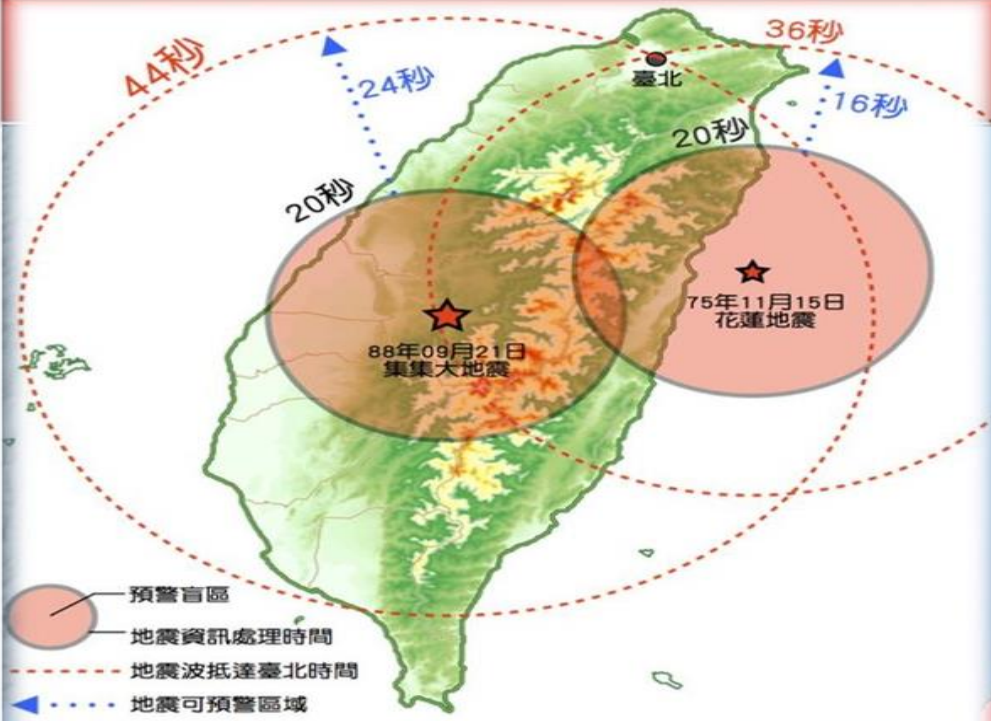 36秒
44秒
臺北
24秒
16秒
20秒
20秒
75年11月15日
花蓮地震
88年09月21日
集集大地震
預警盲區
地震資訊處理時間
地震波抵達臺北時間
地震可預警區域